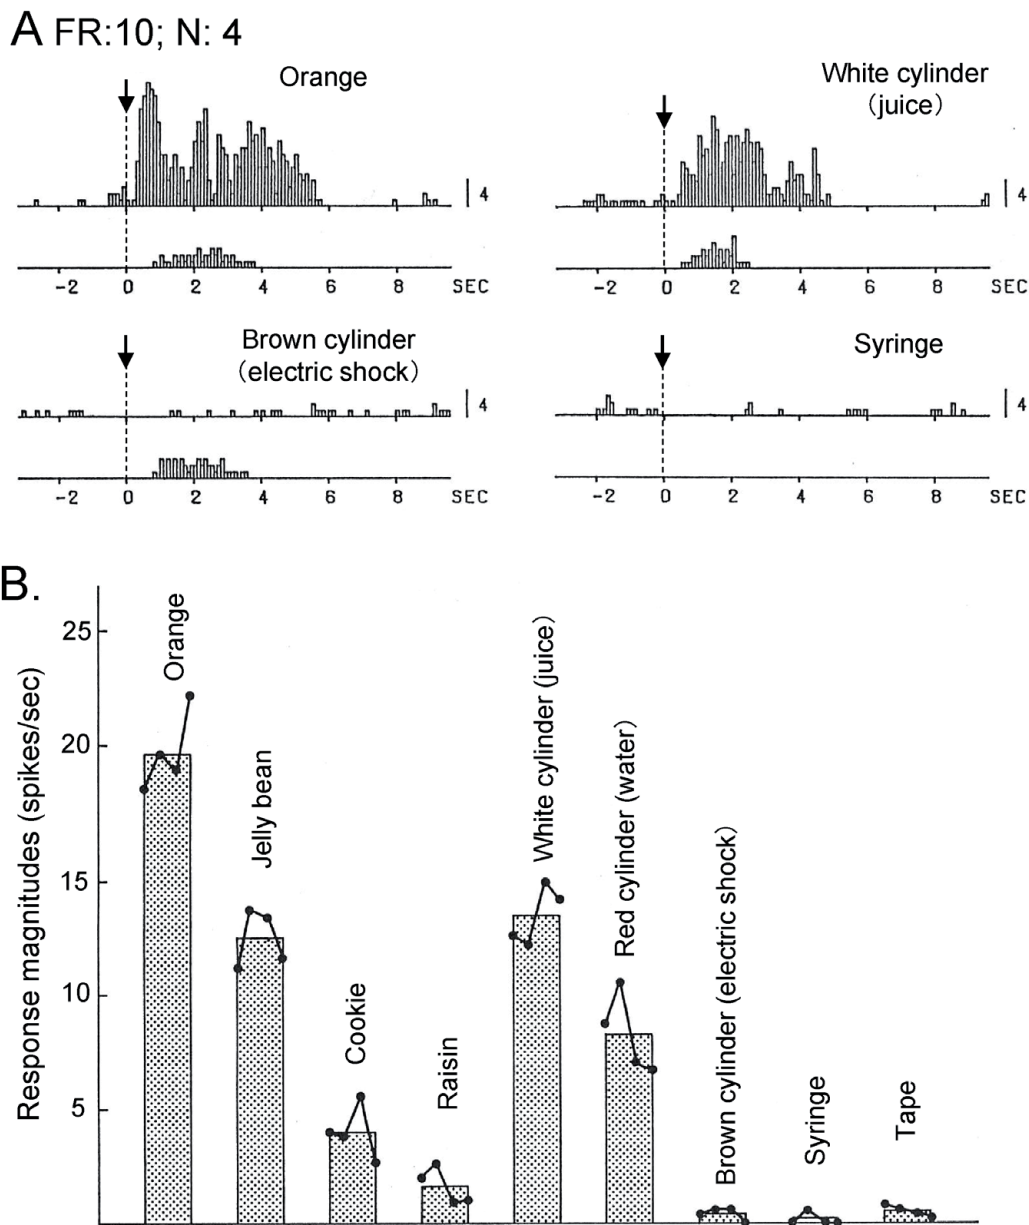 A FR:10; N: 4
Orange
4
-2 0 2 4 6 8 SEC
White cylinder
(juice)
4
-2 0 2 4 6 8 SEC
Brown cylinder
(electric shock)
4
-2 0 2 4 6 8 SEC
Syringe
4
-2 0 2 4 6 8 SEC
B.
Response magnitudes (spikes/sec)
25
20
15
10
5
Orange
Jelly bean
Cookie
Raisin
White cylinder (juice)
Red cylinder (water)
Brown cylinder (electric shock)
Syringe
Tape